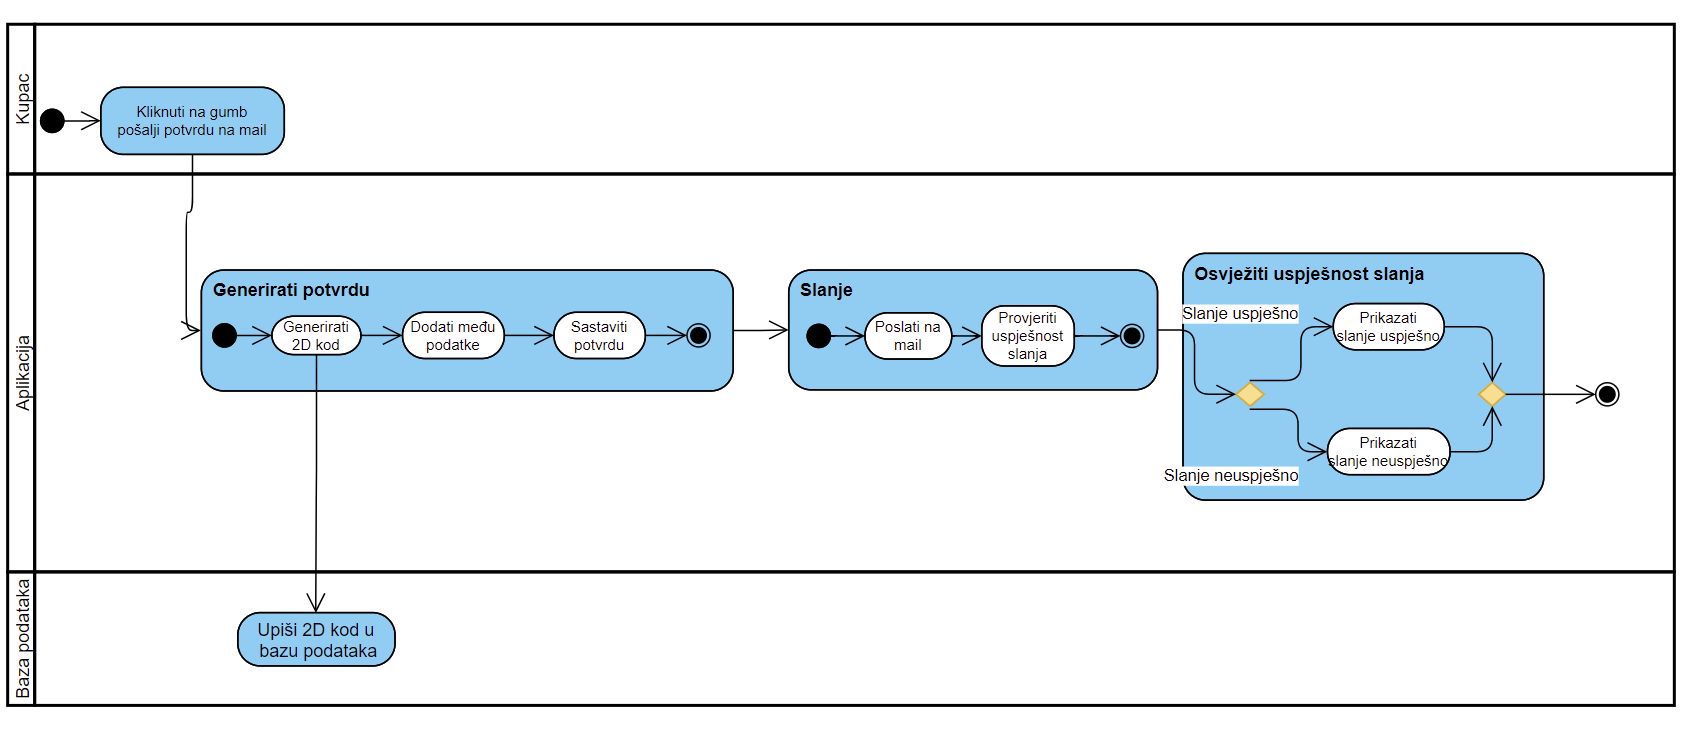 Kupac
Kliknuti na gumb
pošalji potvrdu na mail
Aplikacija
Generirati potvrdu
Generirati
2D kod
Dodati među
podatke
Sastaviti
potvrdu
Slanje
Poslati na
mail
Provjeriti
uspješnost
slanja
Osvježiti uspješnost slanja
Slanje uspješno
Prikazati
slanje uspješno
Slanje neuspješno
Prikazati
slanje neuspješno
Baza podataka
Upiši 2D kod u
bazu podataka